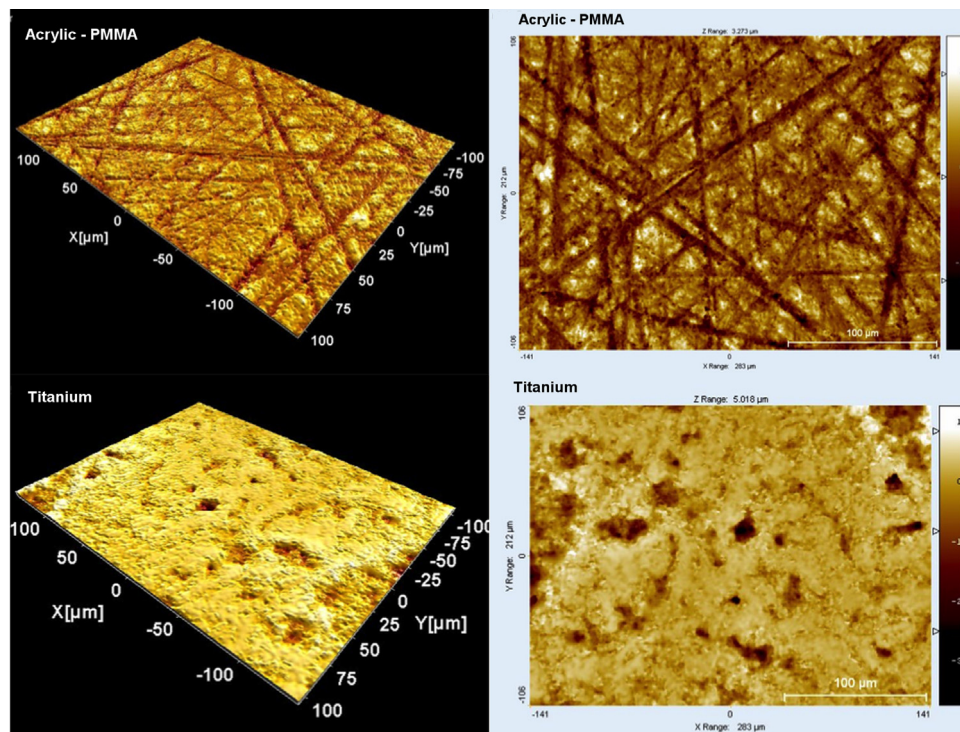 Acrylic - PMMA
100
50
0
-50
-100
X[µm]
-100
-75
-50
-25
0
25
50
75
100
Y[µm]
Acrylic - PMMA
Z Range: 3.273 µm
106
Y Range: 212 µm
0
-106
100 µm
-141
0
141
X Range: 283 µm
Titanium
100
50
0
-50
-100
X[µm]
-100
-75
-50
-25
0
25
50
75
100
Y[µm]
Titanium
Z Range: 5.018 µm
106
Y Range: 212 µm
0
-106
100 µm
-141
0
141
X Range: 283 µm